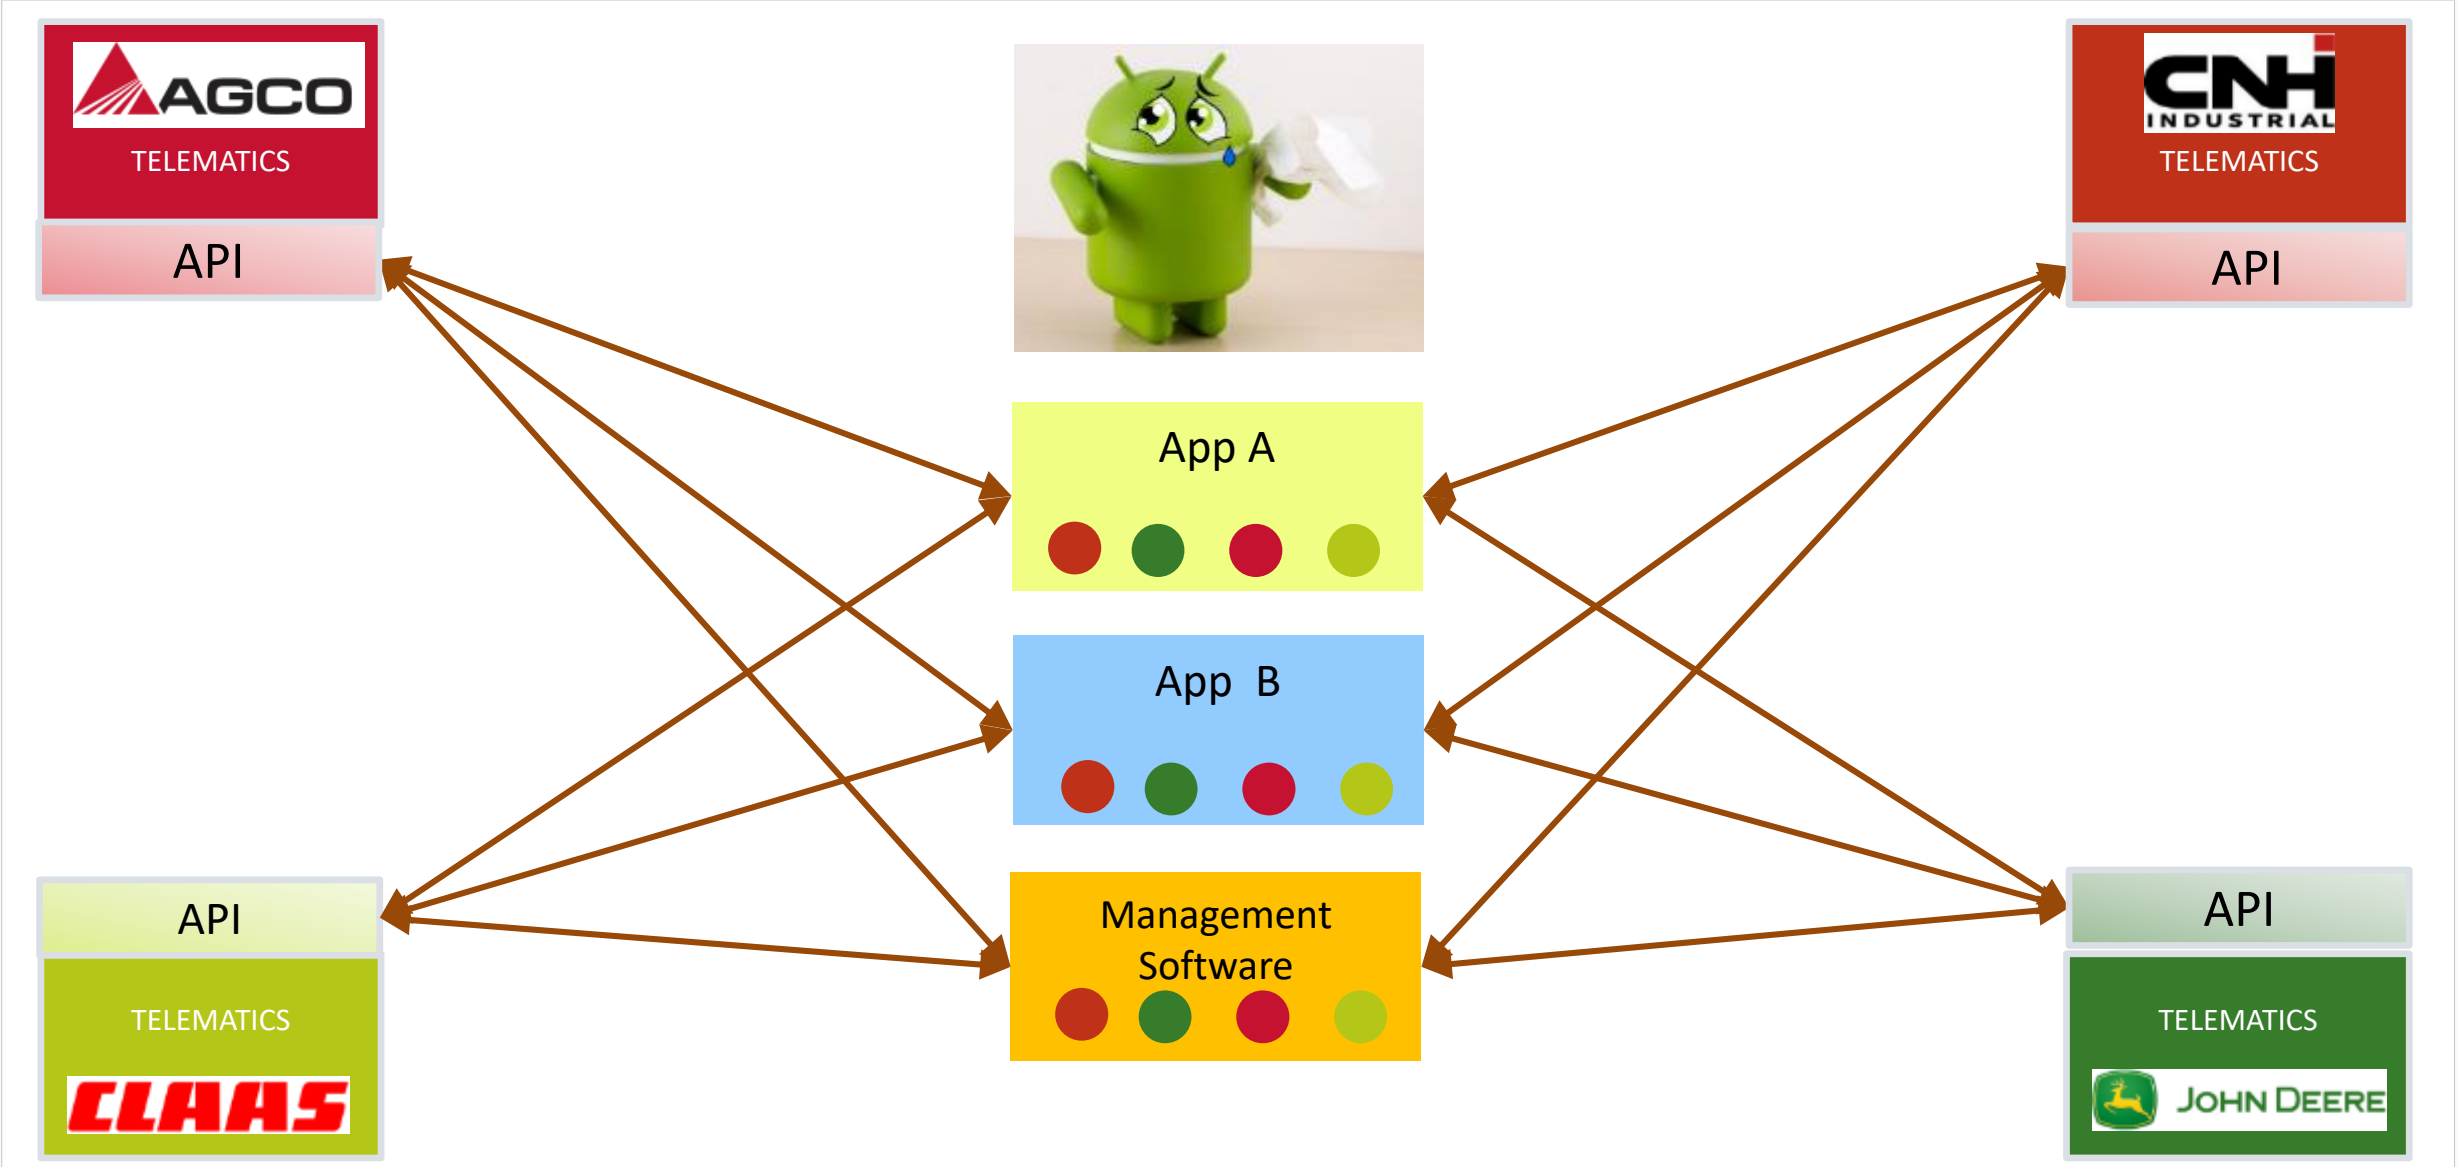 AGCO
TELEMATICS
API
CNH
INDUSTRIAL
TELEMATICS
API
App A
App B
Management
Software
API
TELEMATICS
CLAAS
API
TELEMATICS
JOHN DEERE